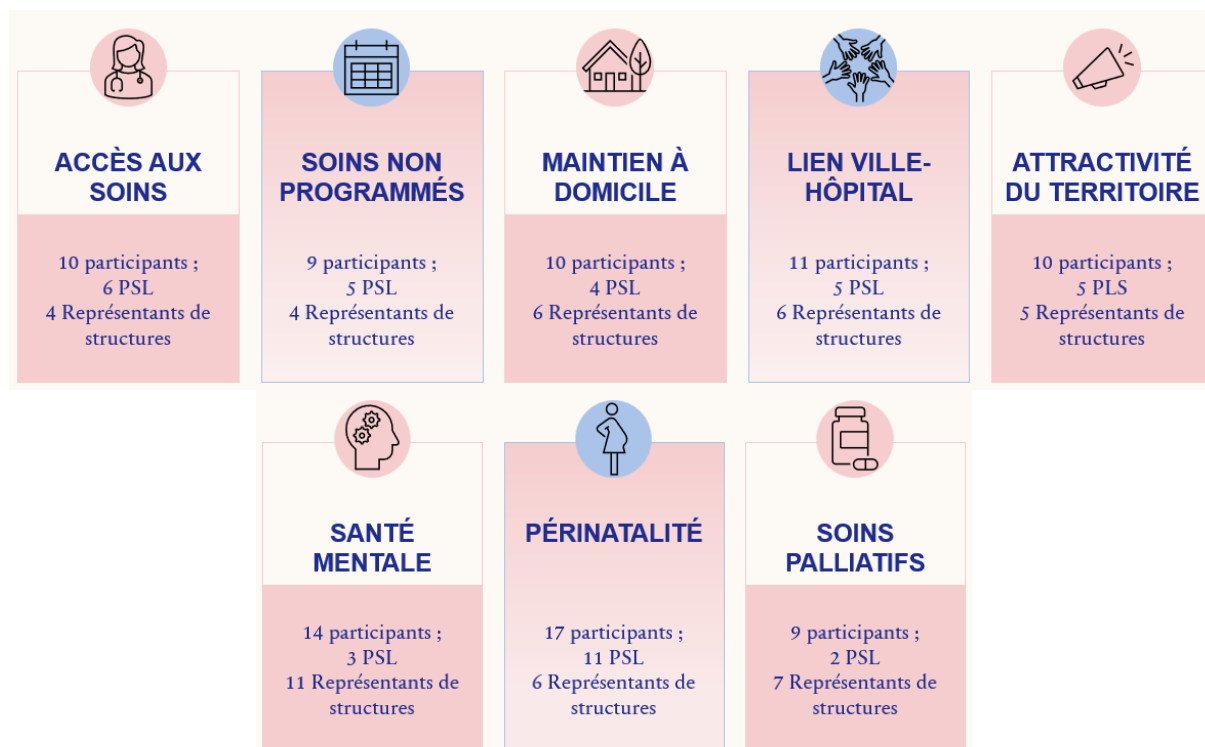 ACCÈS AUX
SOINS
10 participants ;
6 PSL
4 Représentants de
structures
SOINS NON
PROGRAMMÉS
9 participants ;
5 PSL
4 Représentants de
structures
MAINTIEN À
DOMICILE
10 participants ;
4 PSL
6 Représentants de
structures
LIEN VILLE-
HÔPITAL
11 participants ;
5 PSL
6 Représentants de
structures
ATTRACTIVITÉ
DU TERRITOIRE
10 participants ;
5 PLS
5 Représentants de
structures
SANTÉ
MENTALE
14 participants ;
3 PSL
11 Représentants de
structures
PÉRINATALITÉ
17 participants ;
11 PSL
6 Représentants de
structures
SOINS
PALLIATIFS
9 participants ;
2 PSL
7 Représentants de
structures